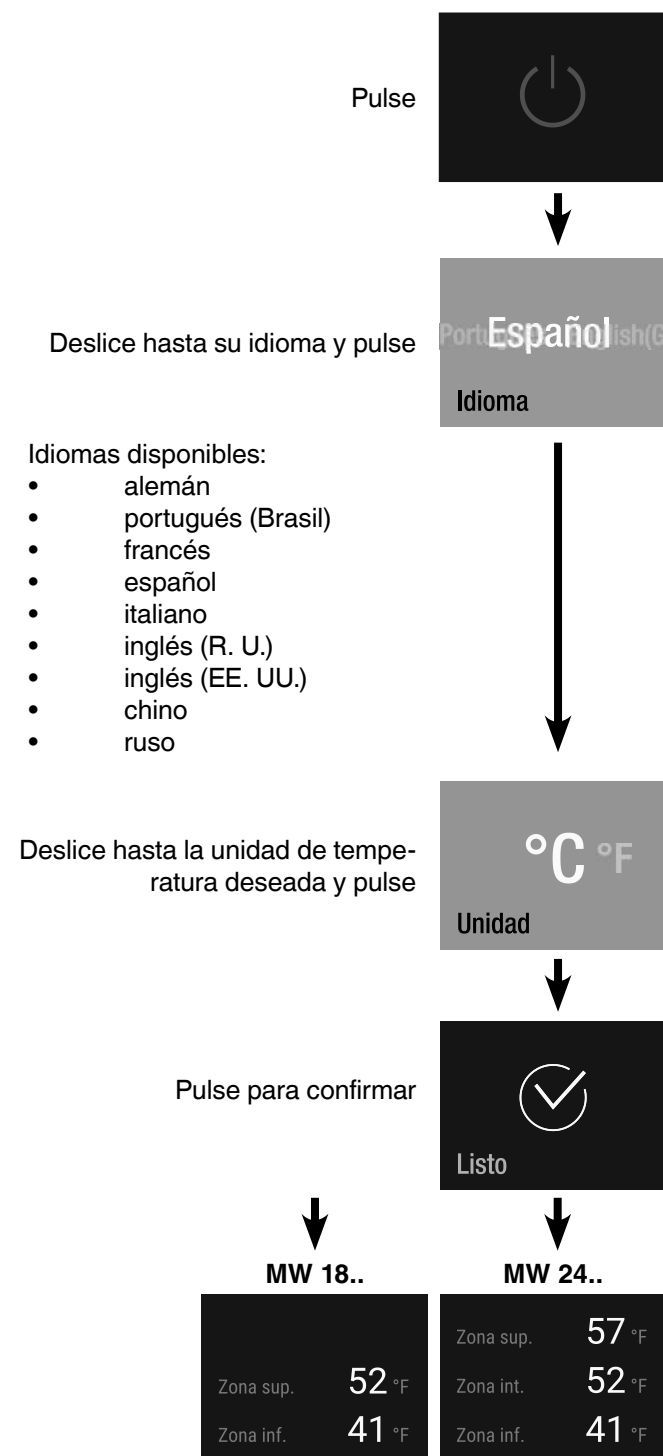 Pulse
Deslice hasta su idioma y pulse
Español
Idioma
Idiomas disponibles:
• alemán
• portugués (Brasil)
• francés
• español
• italiano
• inglés (R. U.)
• inglés (EE. UU.)
• chino
• ruso
Deslice hasta la unidad de tempe-
ratura deseada y pulse
°C °F
Unidad
Pulse para confirmar
Listo
MW 18..
Zona sup. 52 °F
Zona inf. 41 °F
MW 24..
Zona sup. 57 °F
Zona int. 52 °F
Zona inf. 41 °F